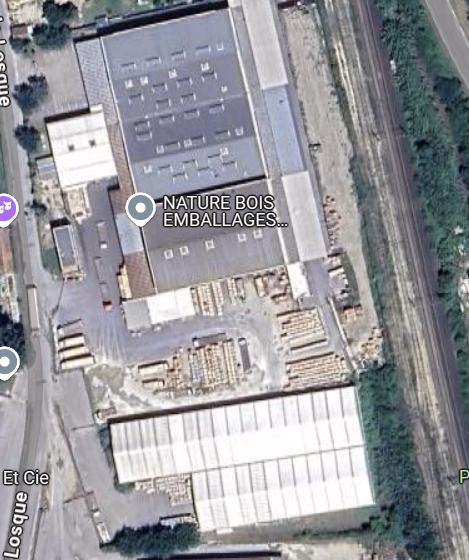 Losque
NATURE BOIS
EMBALLAGES...
Et Cie
Losque
P